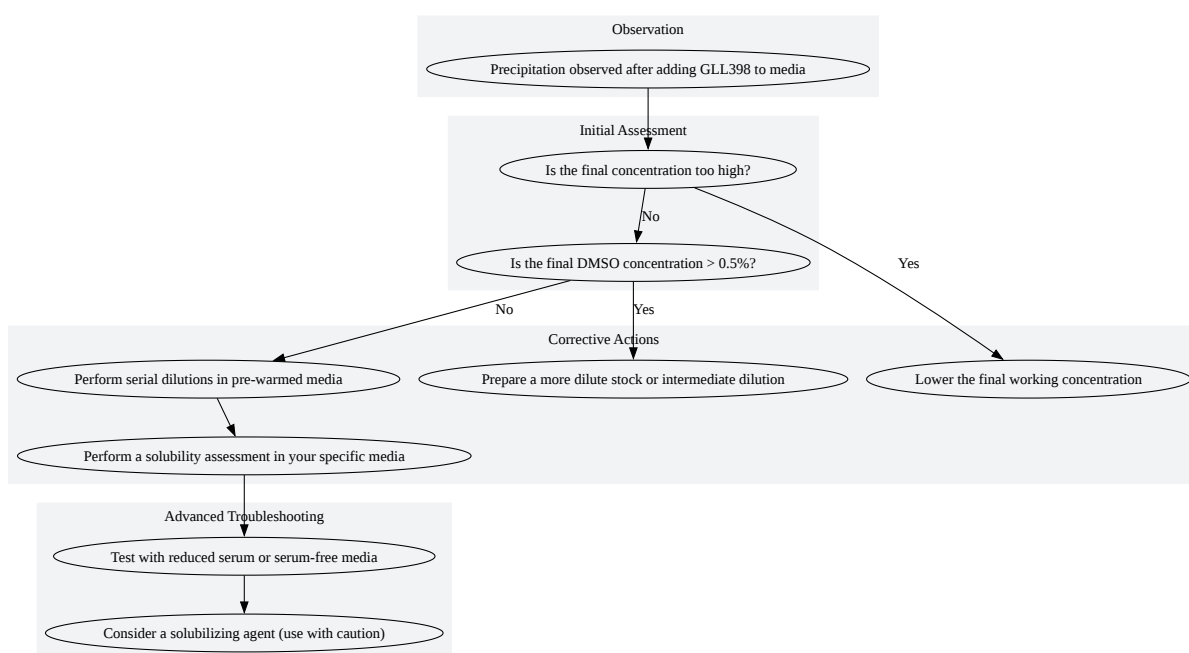 Observation
Precipitation observed after adding GLL398 to media
Initial Assessment
Is the final concentration too high?
No
Is the final DMSO concentration > 0.5%?
Yes
No
Yes
Corrective Actions
Perform serial dilutions in pre-warmed media
Prepare a more dilute stock or intermediate dilution
Lower the final working concentration
Perform a solubility assessment in your specific media
Advanced Troubleshooting
Test with reduced serum or serum-free media
Consider a solubilizing agent (use with caution)